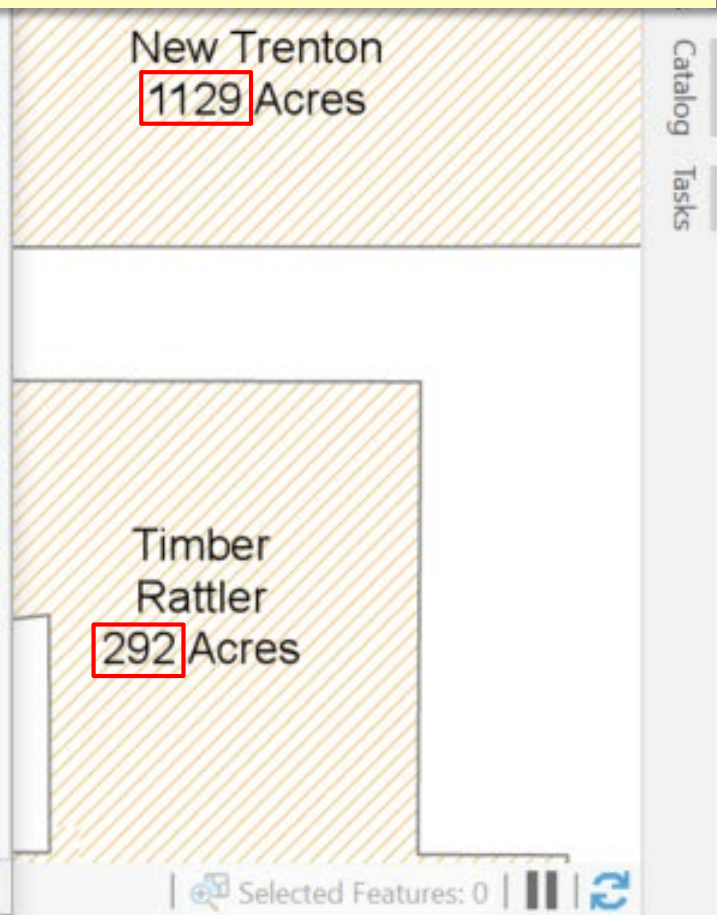 New Trenton
1129 Acres
Catalog
Tasks
Timber
Rattler
292 Acres
Selected Features: 0